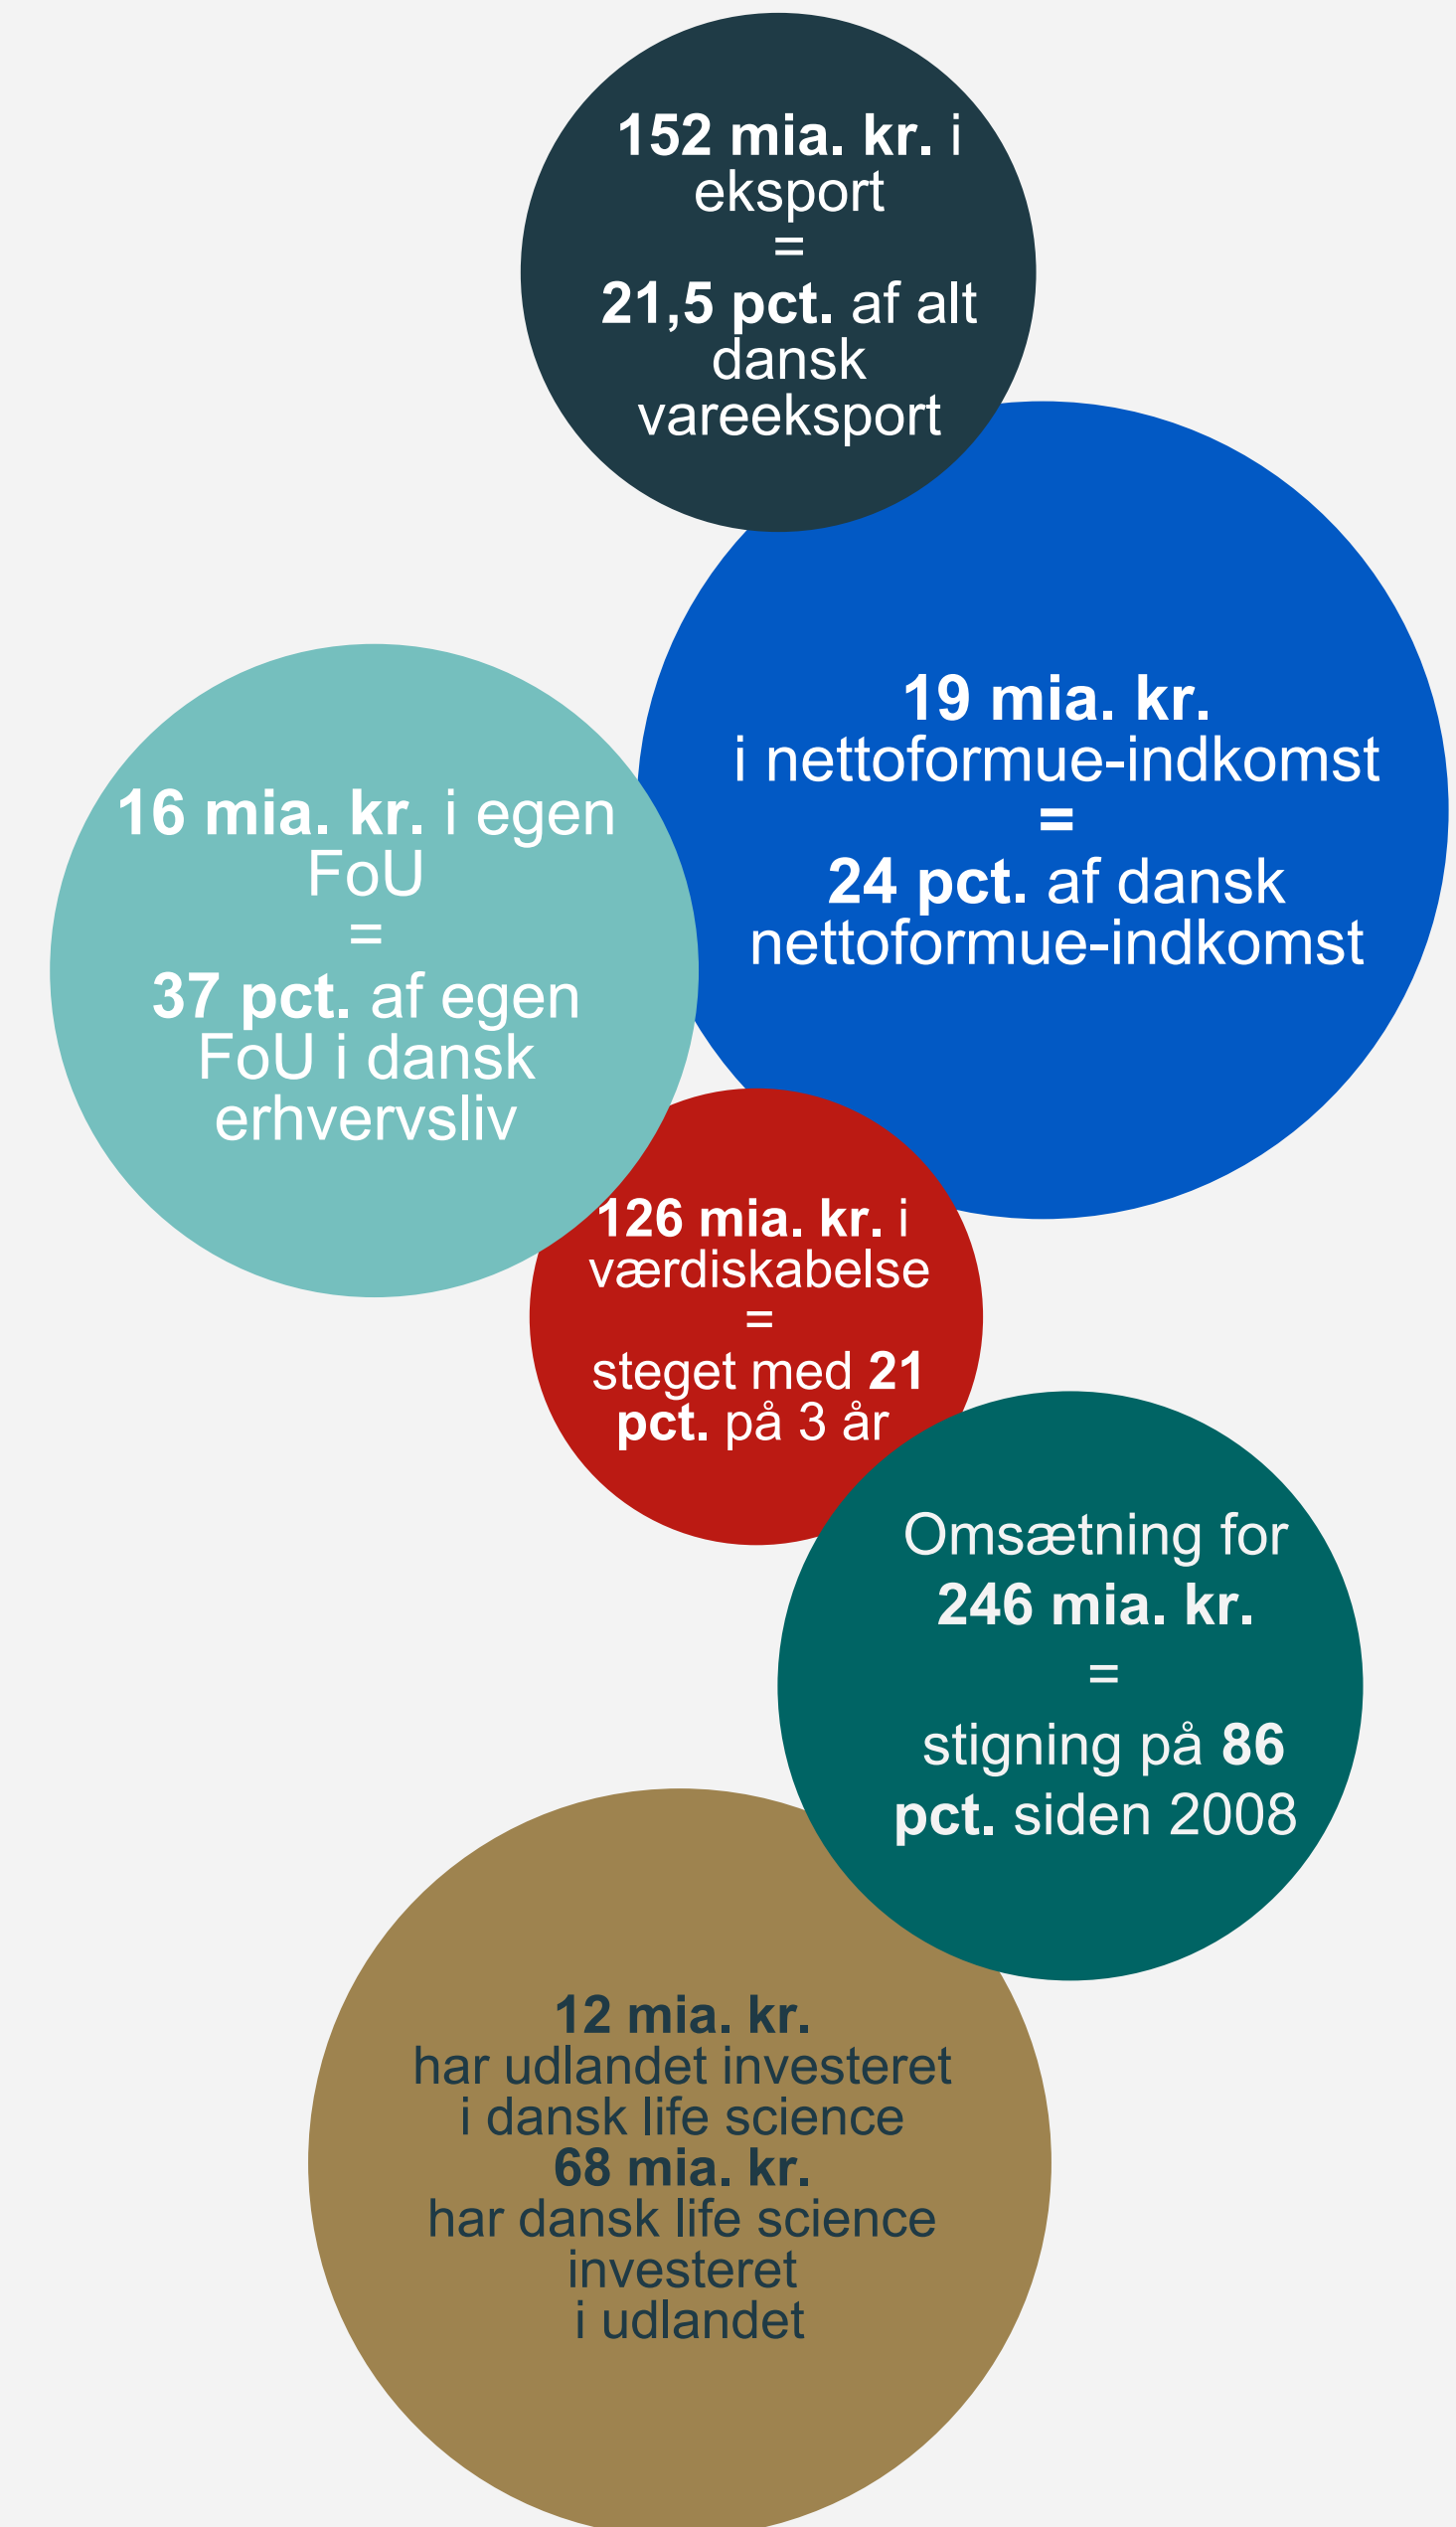 152 mia. kr. i
eksport
=
21,5 pct. af alt
dansk
vareeksport
19 mia. kr.
i nettoformue-indkomst
=
24 pct. af dansk
nettoformue-indkomst
16 mia. kr. i egen
FoU
=
37 pct. af egen
FoU i dansk
erhvervsliv
126 mia. kr. i
værdiskabelse
=
steget med 21
pct. på 3 år
Omsætning for
246 mia. kr.
=
stigning på 86
pct. siden 2008
12 mia. kr.
har udlandet investeret
i dansk life science
68 mia. kr.
har dansk life science
investeret
i udlandet